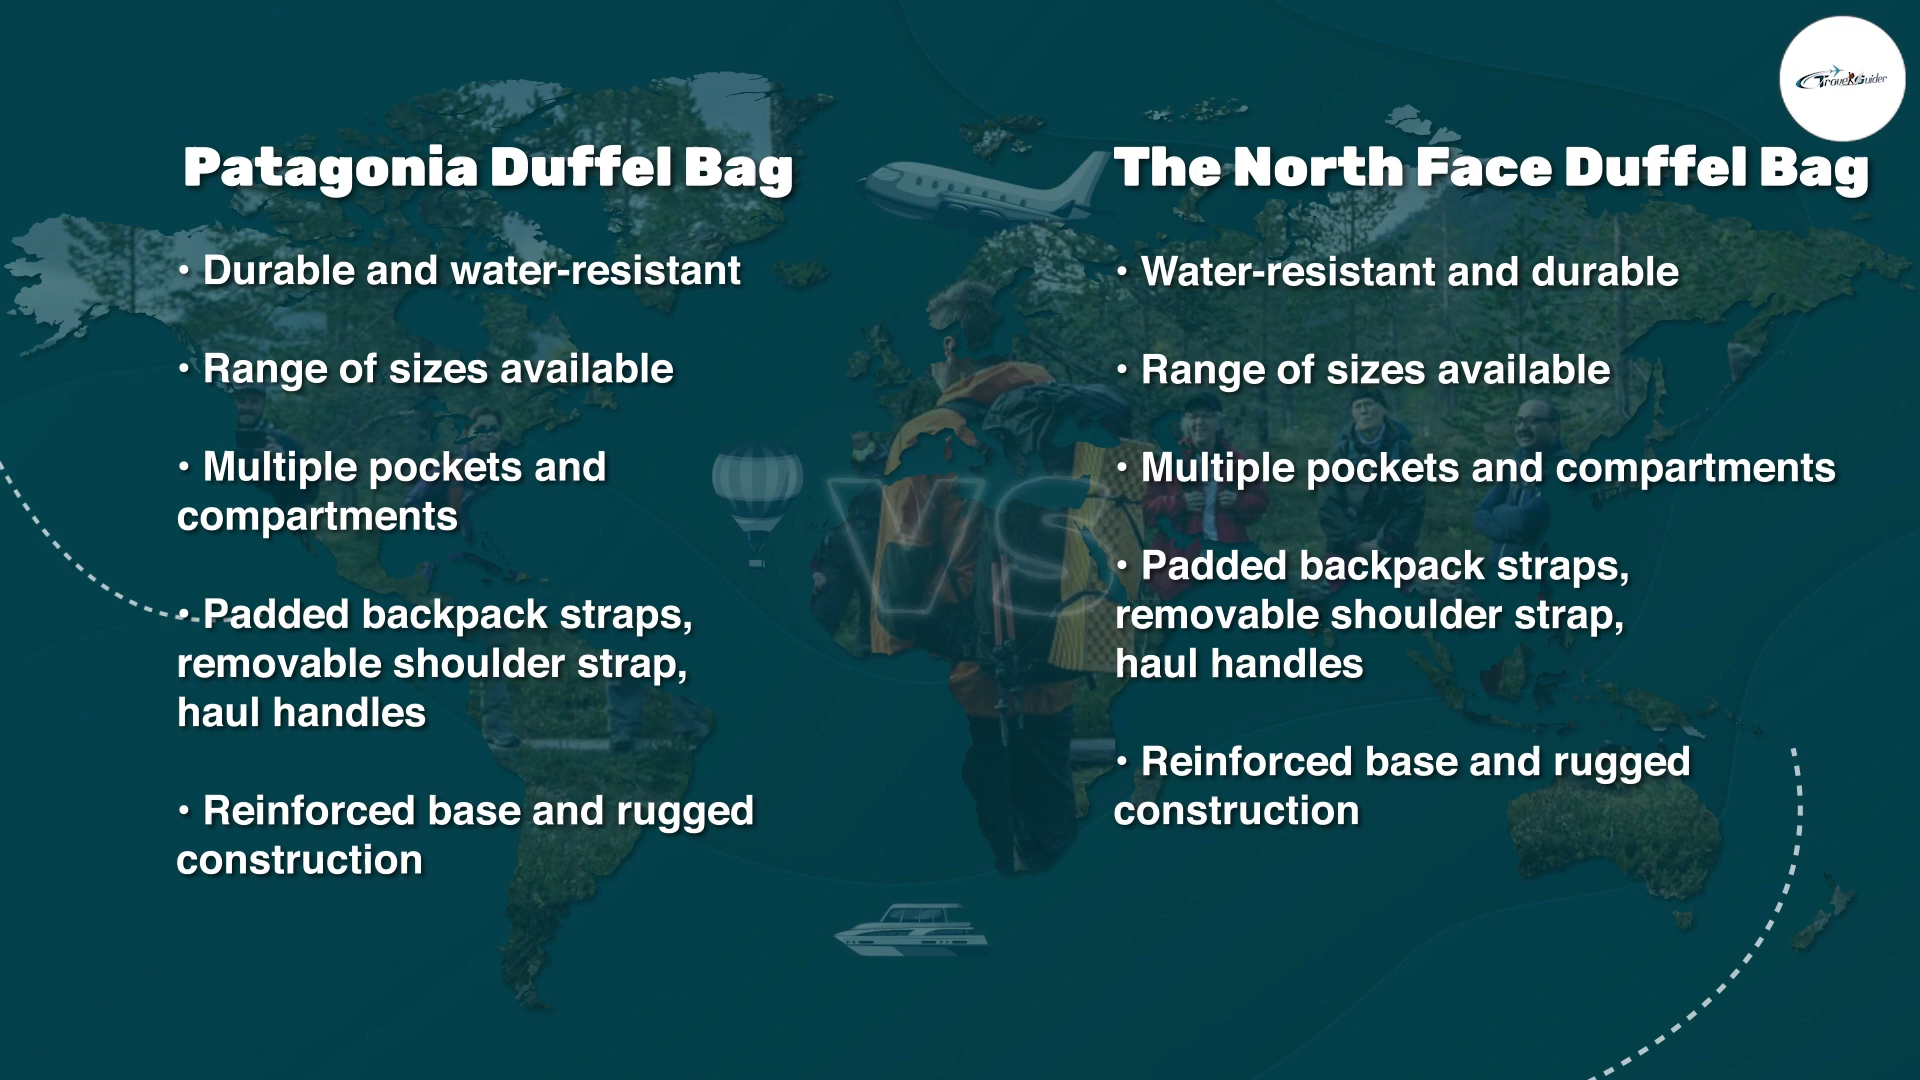 TravelGuider
Patagonia Duffel Bag
• Durable and water-resistant
• Range of sizes available
• Multiple pockets and
compartments
• Padded backpack straps,
removable shoulder strap,
haul handles
• Reinforced base and rugged
construction
VS
The North Face Duffel Bag
• Water-resistant and durable
• Range of sizes available
• Multiple pockets and compartments
• Padded backpack straps,
removable shoulder strap,
haul handles
• Reinforced base and rugged
construction